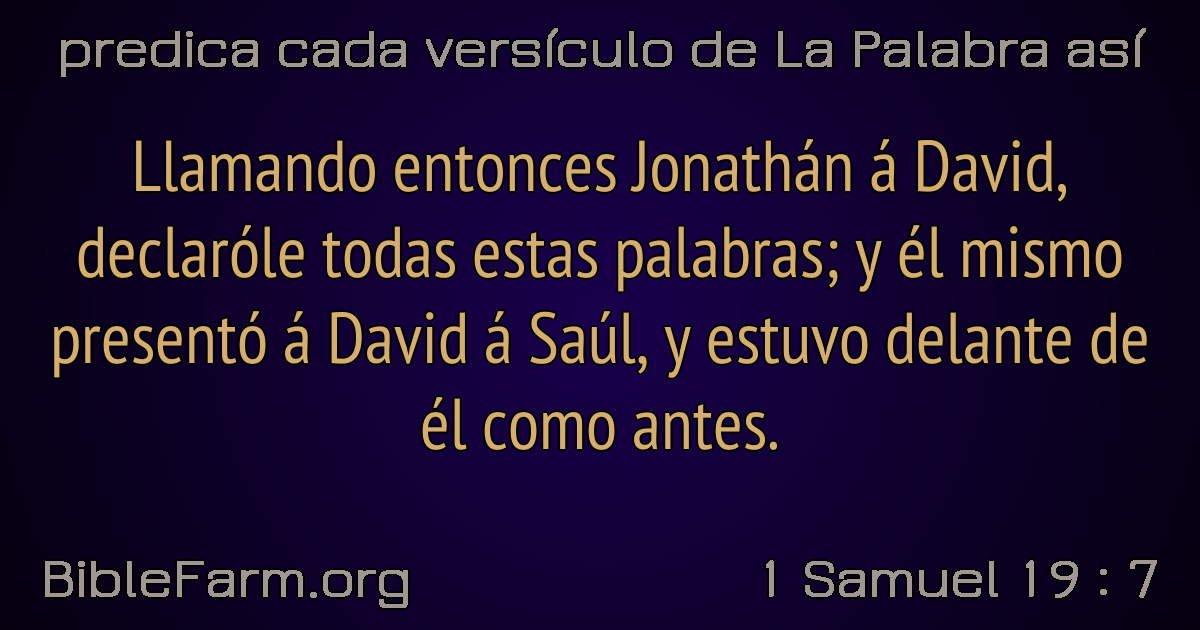 predica cada versículo de La Palabra así
Llamando entonces Jonathán á David,
declaróle todas estas palabras; y él mismo
presentó á David á Saúl, y estuvo delante de
él como antes.
BibleFarm.org
1 Samuel 19 : 7